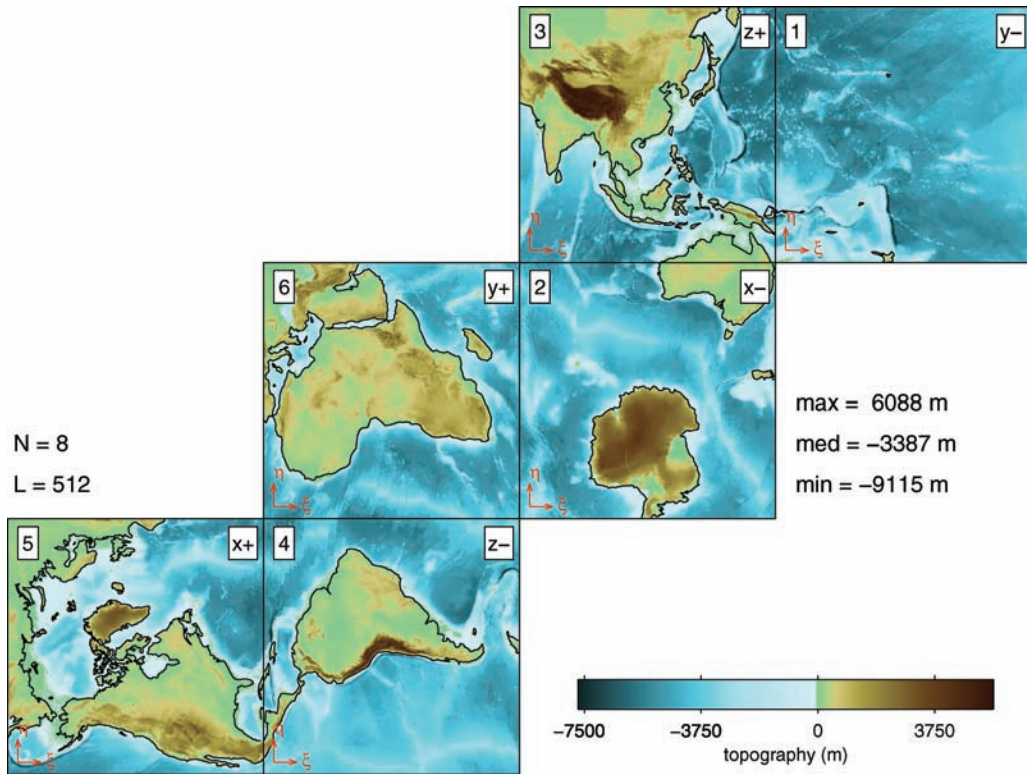 3 z+ 1 y−
η ξ η ξ
6 y+ 2 x−
max = 6088 m
N = 8 med = −3387 m
L = 512 min = −9115 m
η ξ η ξ
5 x+ 4 z−
η ξ η ξ
−7500 −3750 0 3750
topography (m)